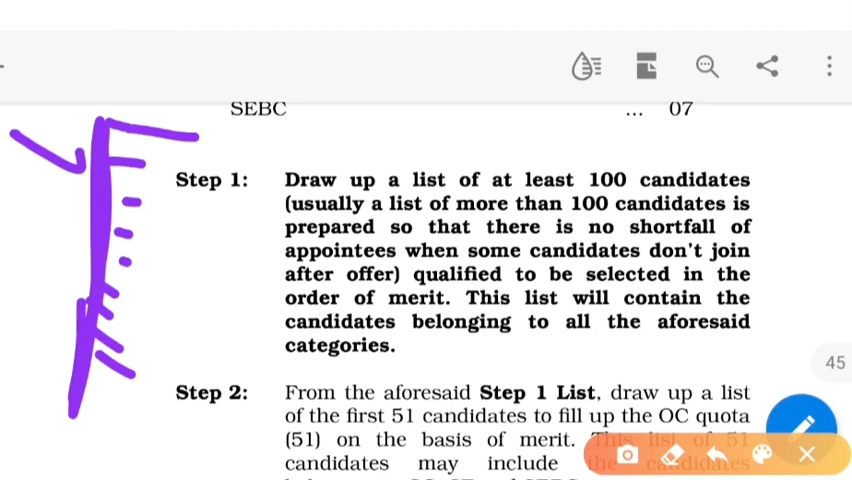 SEBC ... 07
Step 1: Draw up a list of at least 100 candidates
(usually a list of more than 100 candidates is
prepared so that there is no shortfall of
appointees when some candidates don't join
after offer) qualified to be selected in the
order of merit. This list will contain the
candidates belonging to all the aforesaid
categories.
45
Step 2: From the aforesaid Step 1 List, draw up a list
of the first 51 candidates to fill up the OC quota
(51) on the basis of merit. This list of 51
candidates may include the candidates